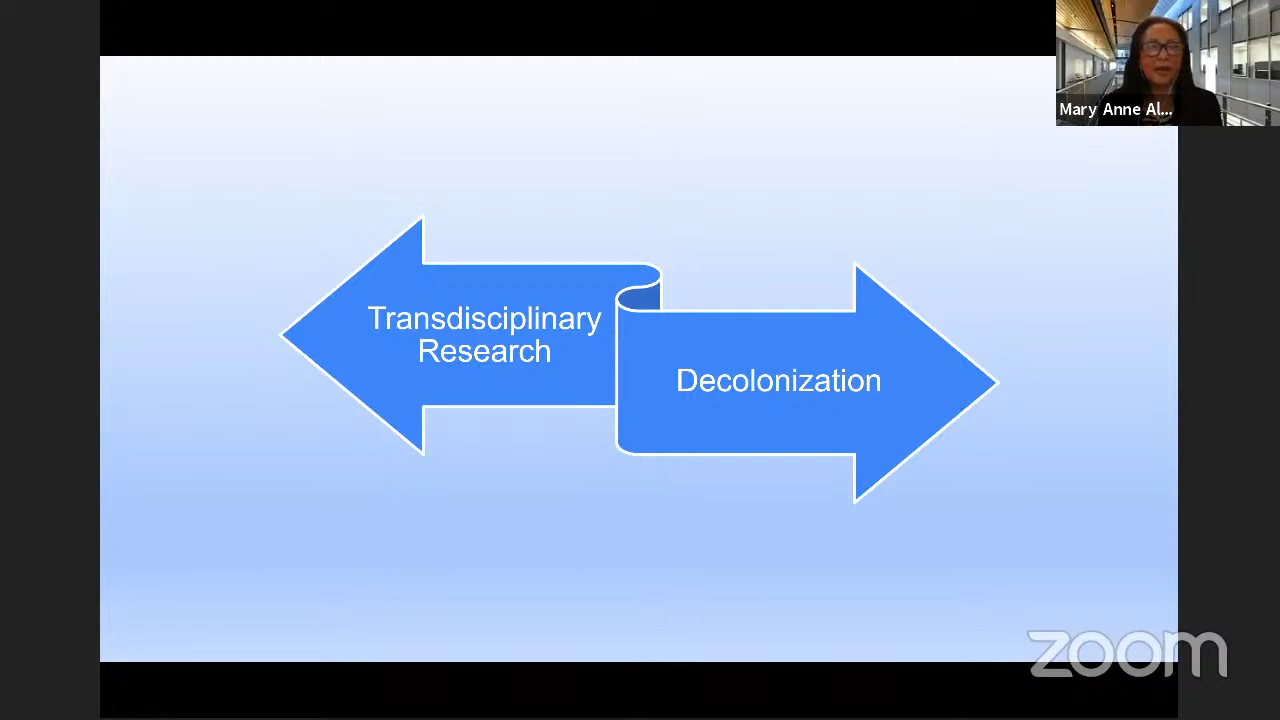 Mary Anne Al...
Transdisciplinary
Research
Decolonization
zoom